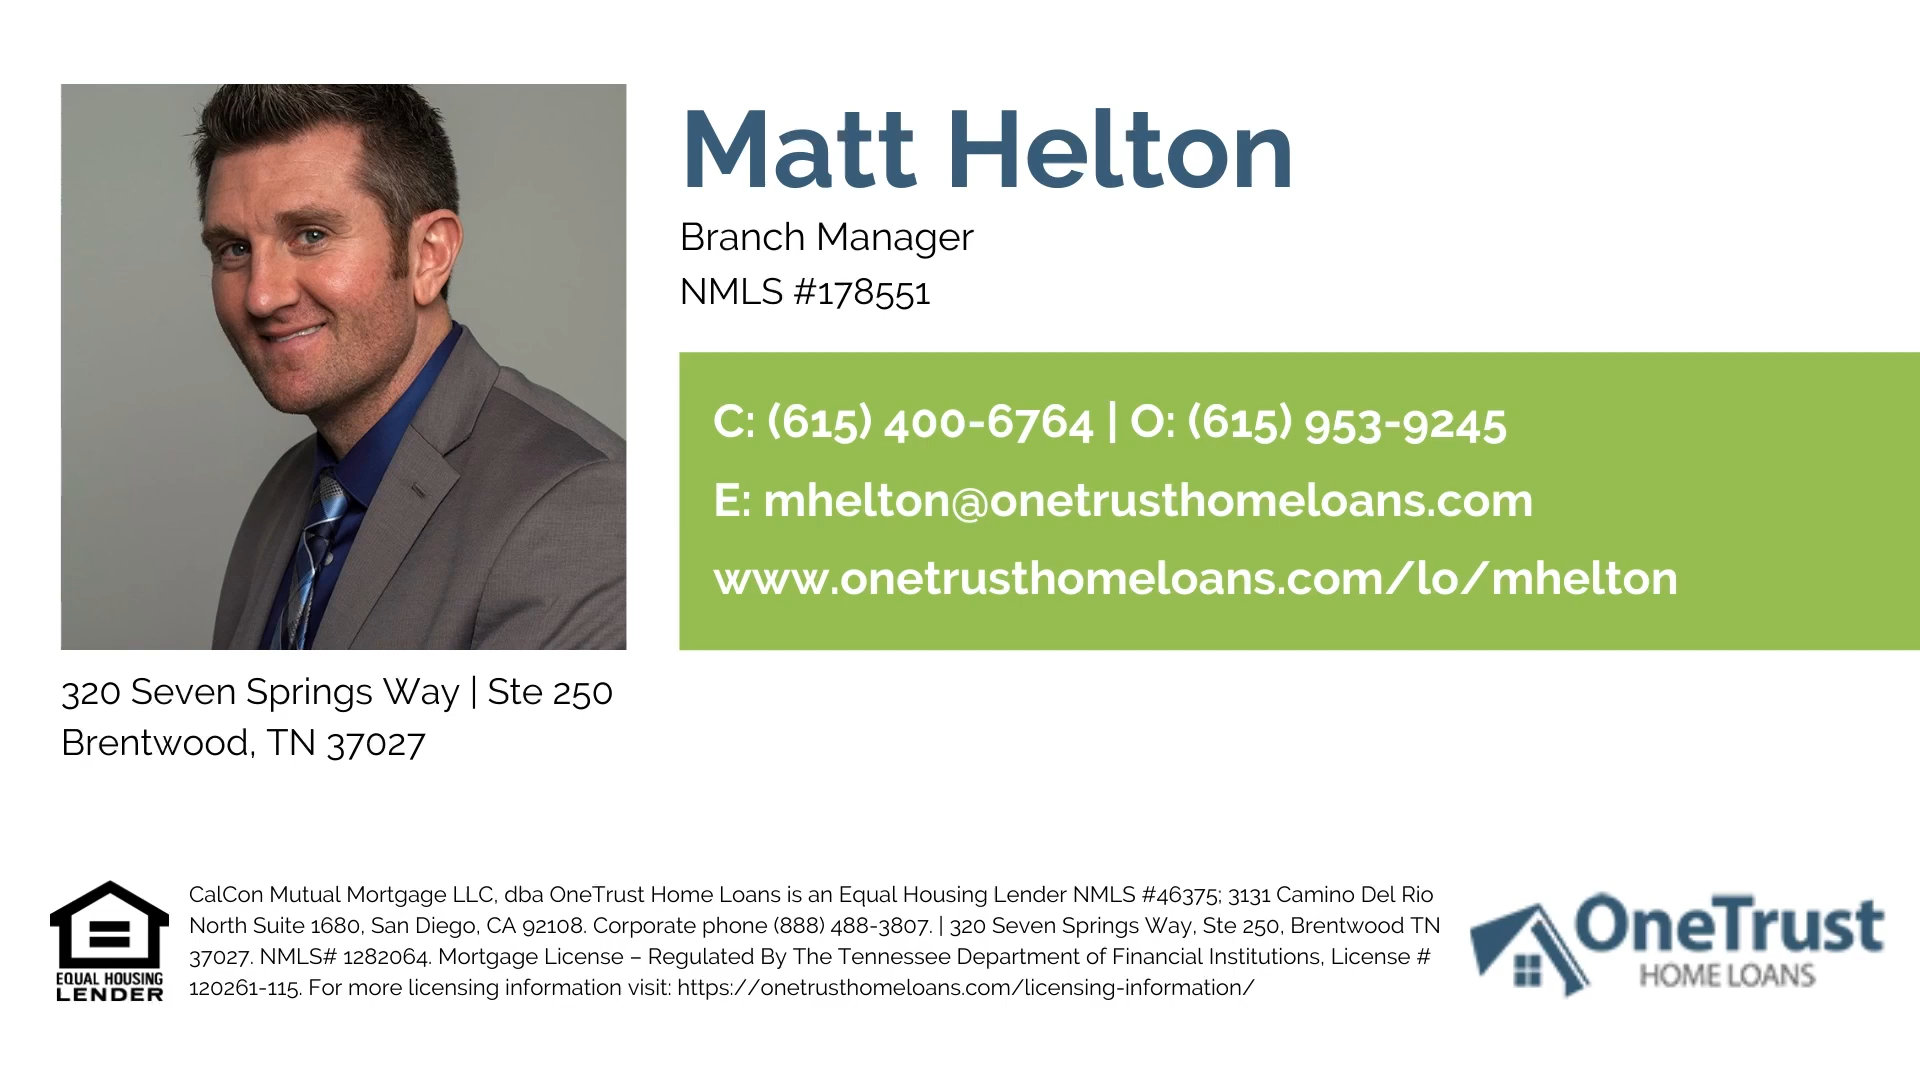 Matt Helton
Branch Manager
NMLS #178551
C: (615) 400-6764 | O: (615) 953-9245
E: mhelton@onetrusthomeloans.com
www.onetrusthomeloans.com/lo/mhelton
320 Seven Springs Way | Ste 250
Brentwood, TN 37027
EQUAL HOUSING
LENDER
CalCon Mutual Mortgage LLC, dba OneTrust Home Loans is an Equal Housing Lender NMLS #46375; 3131 Camino Del Rio
North Suite 1680, San Diego, CA 92108. Corporate phone (888) 488-3807. | 320 Seven Springs Way, Ste 250, Brentwood TN
37027. NMLS# 1282064. Mortgage License – Regulated By The Tennessee Department of Financial Institutions, License #
120261-115. For more licensing information visit: https://onetrusthomeloans.com/licensing-information/
OneTrust
HOME LOANS